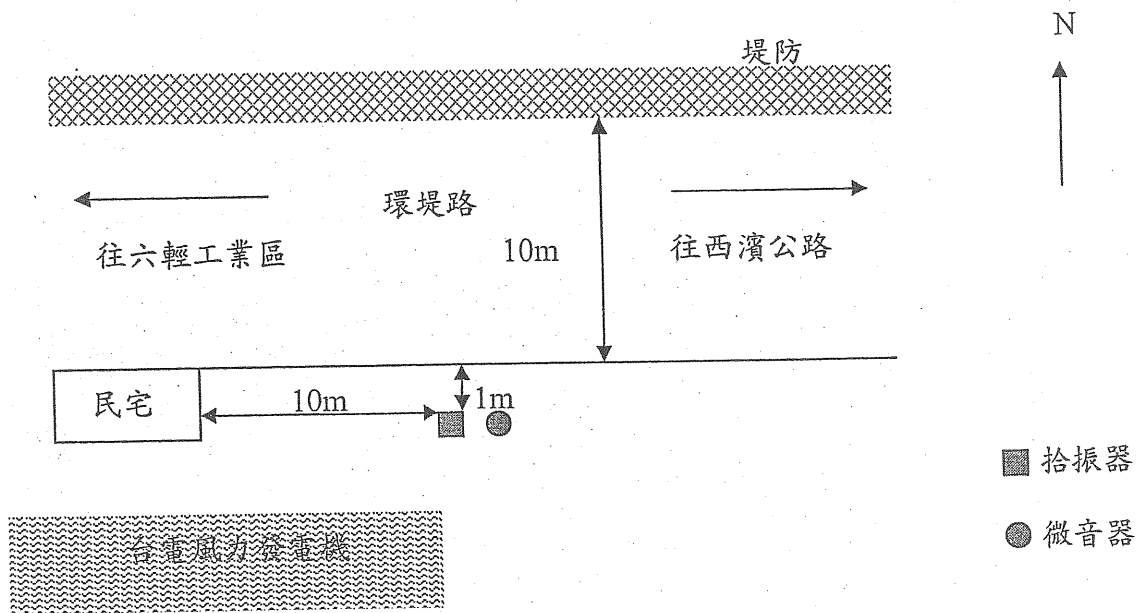 N
堤防
環堤路
往六輕工業區
10m
往西濱公路
民宅
10m
1m
拾振器
台電風力發電機
微音器